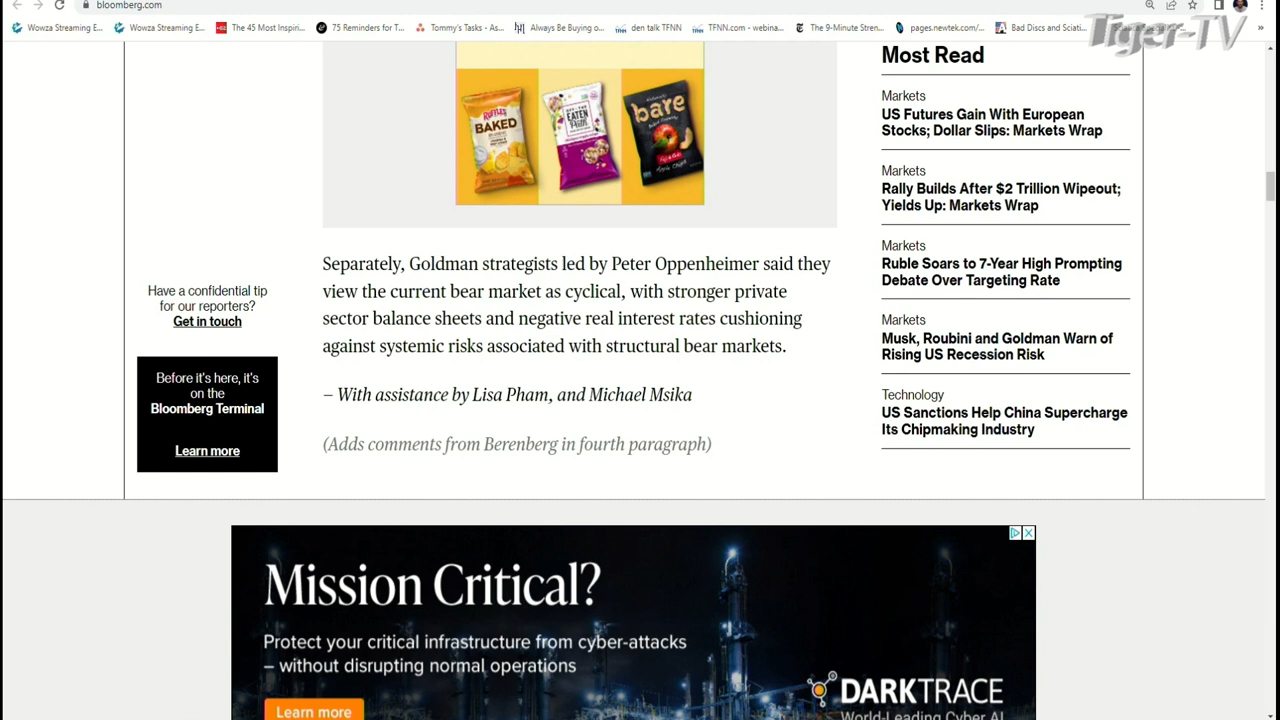 bloomberg.com
Wowza Streaming E...
Wowza Streaming E...
The 45 Most Inspiri...
75 Reminders for T...
Tommy's Tasks - As...
Always Be Buying o...
den talk TFNN
TFNN.com - webina...
The 9-Minute Stren...
pages.newtek.com/...
Bad Discs and Sciati...
Tiger-TV
RUFFLES
BAKED
OFF THE
EATEN
Path
bare
Apple Chips
Separately, Goldman strategists led by Peter Oppenheimer said they
view the current bear market as cyclical, with stronger private
sector balance sheets and negative real interest rates cushioning
against systemic risks associated with structural bear markets.
– With assistance by Lisa Pham, and Michael Msika
(Adds comments from Berenberg in fourth paragraph)
Have a confidential tip
for our reporters?
Get in touch
Before it's here, it's
on the
Bloomberg Terminal
Learn more
Most Read
Markets
US Futures Gain With European
Stocks; Dollar Slips: Markets Wrap
Markets
Rally Builds After $2 Trillion Wipeout;
Yields Up: Markets Wrap
Markets
Ruble Soars to 7-Year High Prompting
Debate Over Targeting Rate
Markets
Musk, Roubini and Goldman Warn of
Rising US Recession Risk
Technology
US Sanctions Help China Supercharge
Its Chipmaking Industry
Mission Critical?
Protect your critical infrastructure from cyber-attacks
– without disrupting normal operations
Learn more
DARKTRACE
World-Leading Cyber AI